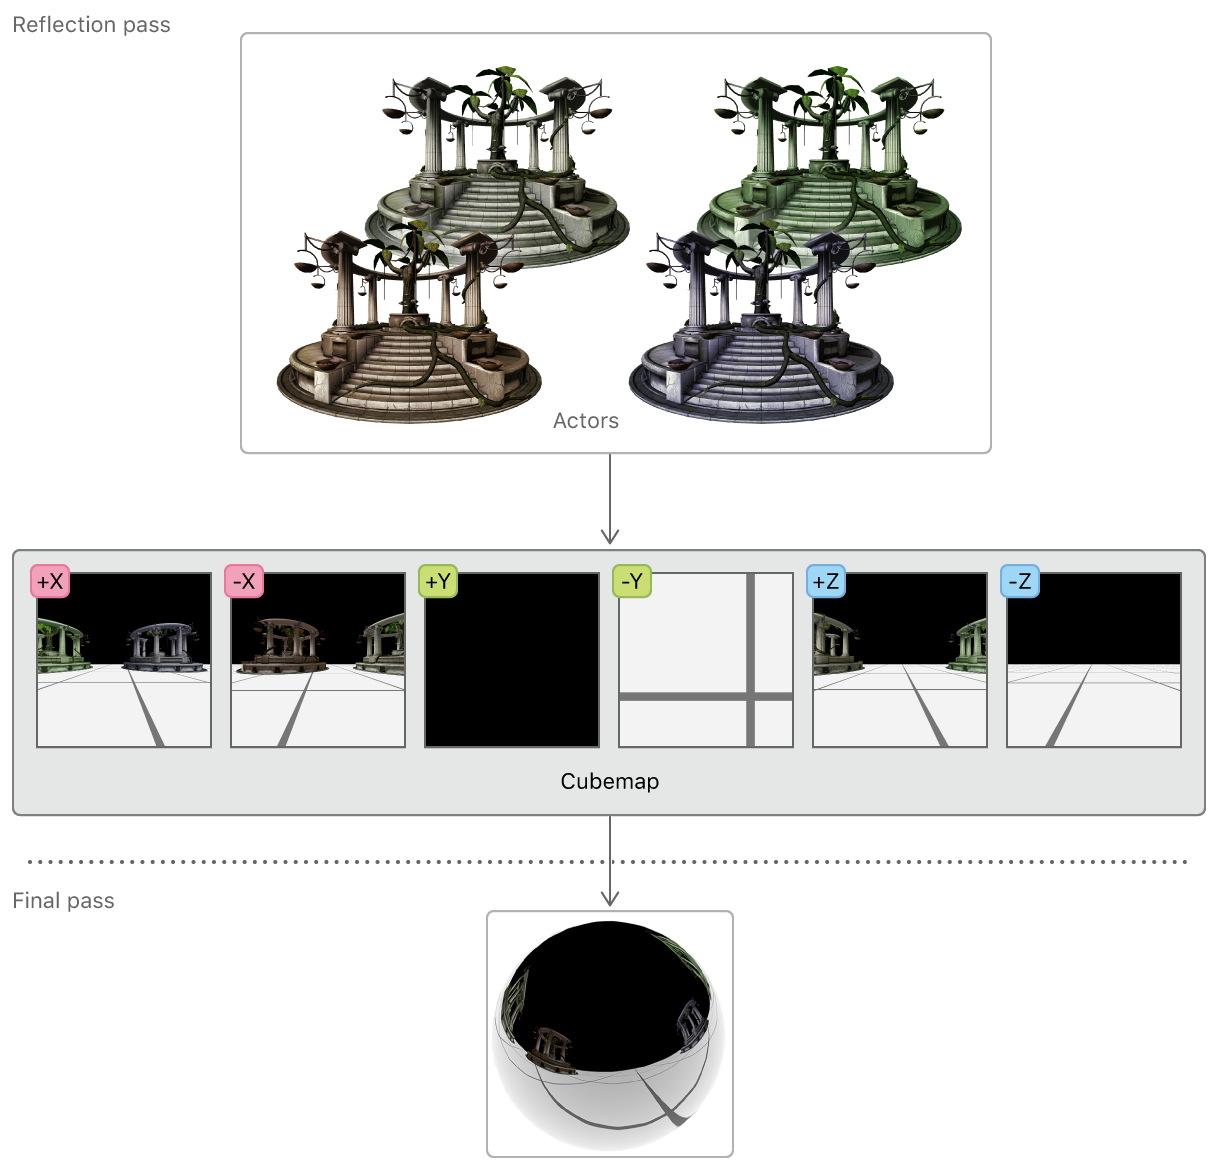 Reflection pass
Actors
+X
-X
+Y
-Y
+Z
-Z
Cubemap
Final pass